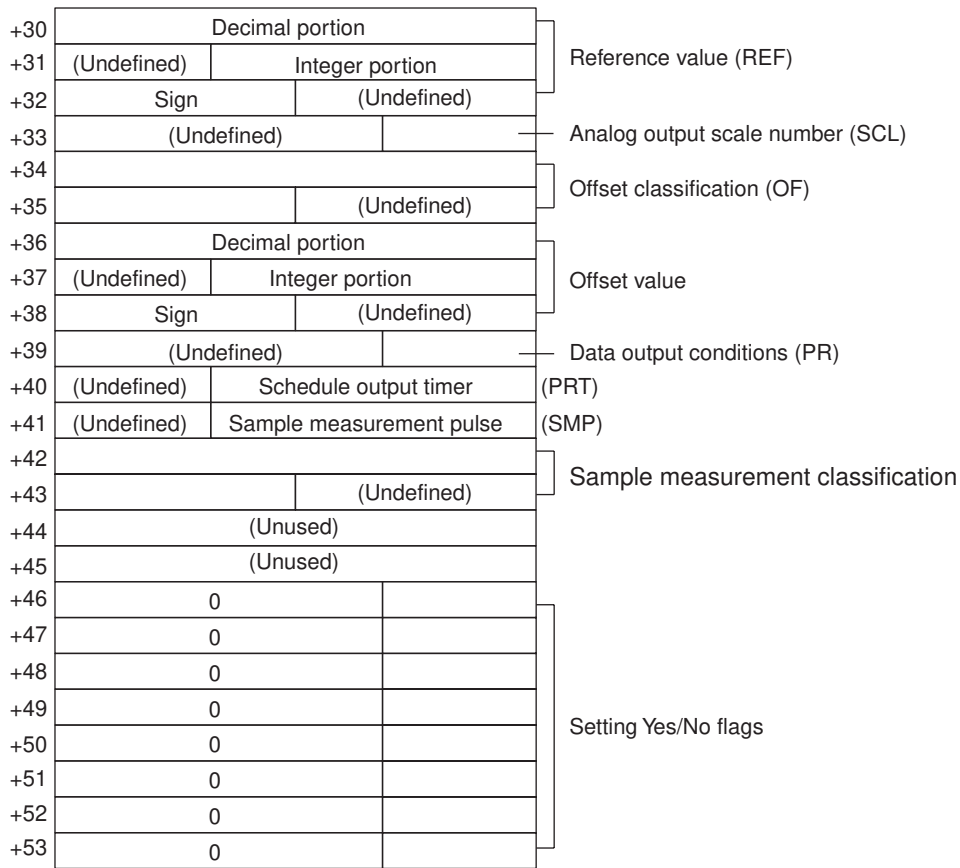 +30 Decimal portion
+31 (Undefined) Integer portion Reference value (REF)
+32 Sign (Undefined)
+33 (Undefined) Analog output scale number (SCL)
+34
Offset classification (OF)
+35 (Undefined)
+36 Decimal portion
+37 (Undefined) Integer portion Offset value
+38 Sign (Undefined)
+39 (Undefined) Data output conditions (PR)
+40 (Undefined) Schedule output timer (PRT)
+41 (Undefined) Sample measurement pulse (SMP)
+42
Sample measurement classification
+43 (Undefined)
+44 (Unused)
+45 (Unused)
+46 0
+47 0
+48 0
+49 0
Setting Yes/No flags
+50 0
+51 0
+52 0
+53 0